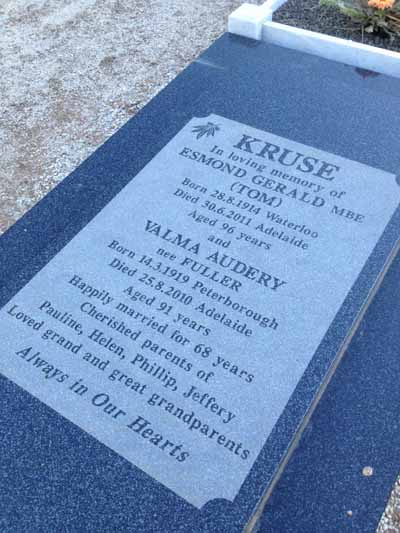 KRUSE
In loving memory of
ESMOND GERALD MBE
(TOM)
Born 28.8.1914 Waterloo
Died 30.6.2011 Adelaide
Aged 96 years
and
VALMA AUDERY
nee FULLER
Born 14.3.1919 Peterborough
Died 25.8.2010 Adelaide
Aged 91 years
Happily married for 68 years
Cherished parents of
Pauline, Helen, Phillip, Jeffery
Loved grand and great grandparents
Always in Our Hearts